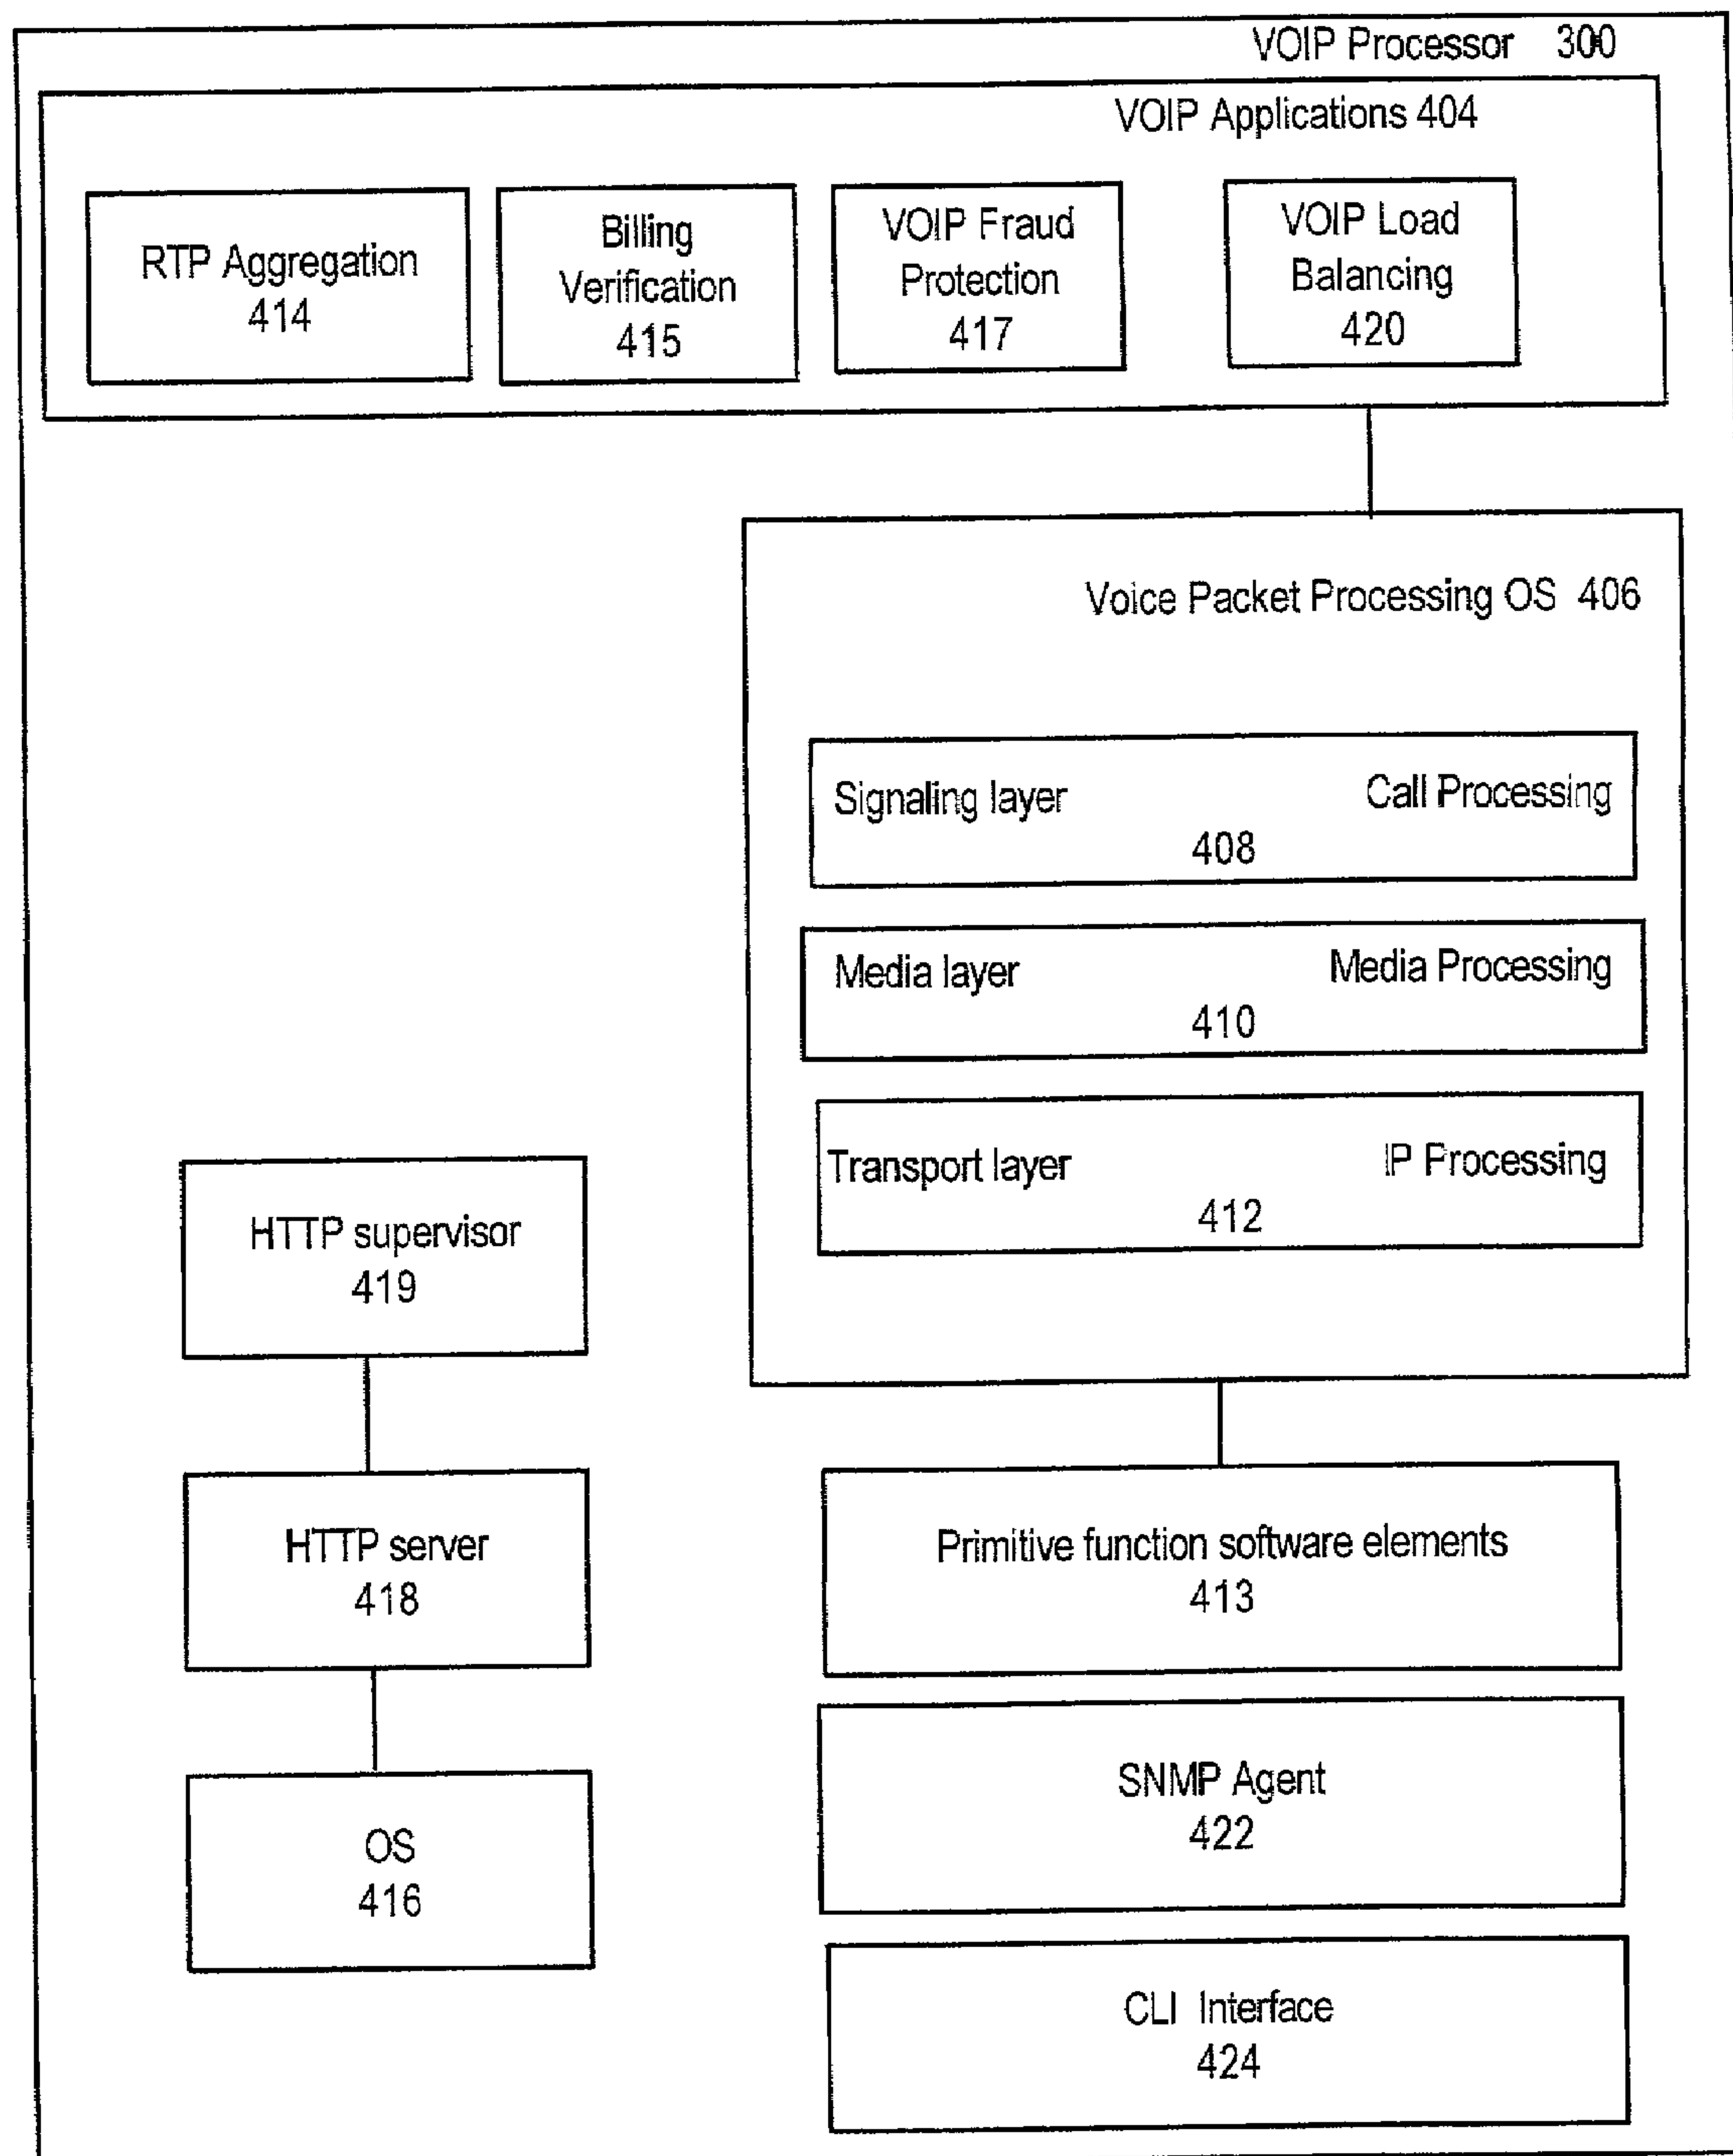 VOIP Processor 300
VOIP Applications 404
RTP Aggregation
414
Billing
Verification
415
VOIP Fraud
Protection
417
VOIP Load
Balancing
420
Voice Packet Processing OS 406
Signaling layer Call Processing
408
Media layer Media Processing
410
Transport layer IP Processing
412
HTTP supervisor
419
HTTP server
418
OS
416
Primitive function software elements
413
SNMP Agent
422
CLI Interface
424